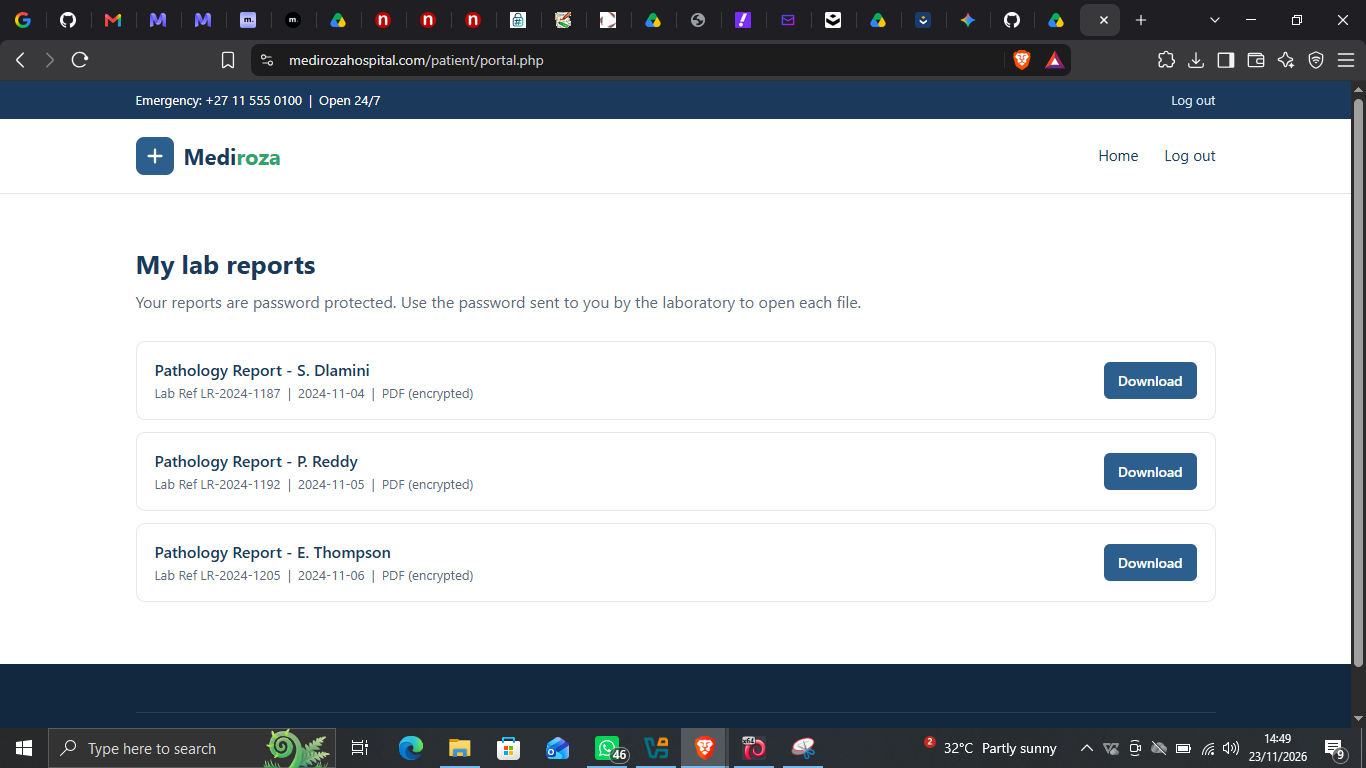 medirozahospital.com/patient/portal.php
Emergency: +27 11 555 0100 | Open 24/7
Log out
Mediroza
Home
Log out
My lab reports
Your reports are password protected. Use the password sent to you by the laboratory to open each file.
Pathology Report - S. Dlamini
Lab Ref LR-2024-1187 | 2024-11-04 | PDF (encrypted)
Download
Pathology Report - P. Reddy
Lab Ref LR-2024-1192 | 2024-11-05 | PDF (encrypted)
Download
Pathology Report - E. Thompson
Lab Ref LR-2024-1205 | 2024-11-06 | PDF (encrypted)
Download
Type here to search
46
x64
2
32°C Partly sunny
14:49
23/11/2026
9